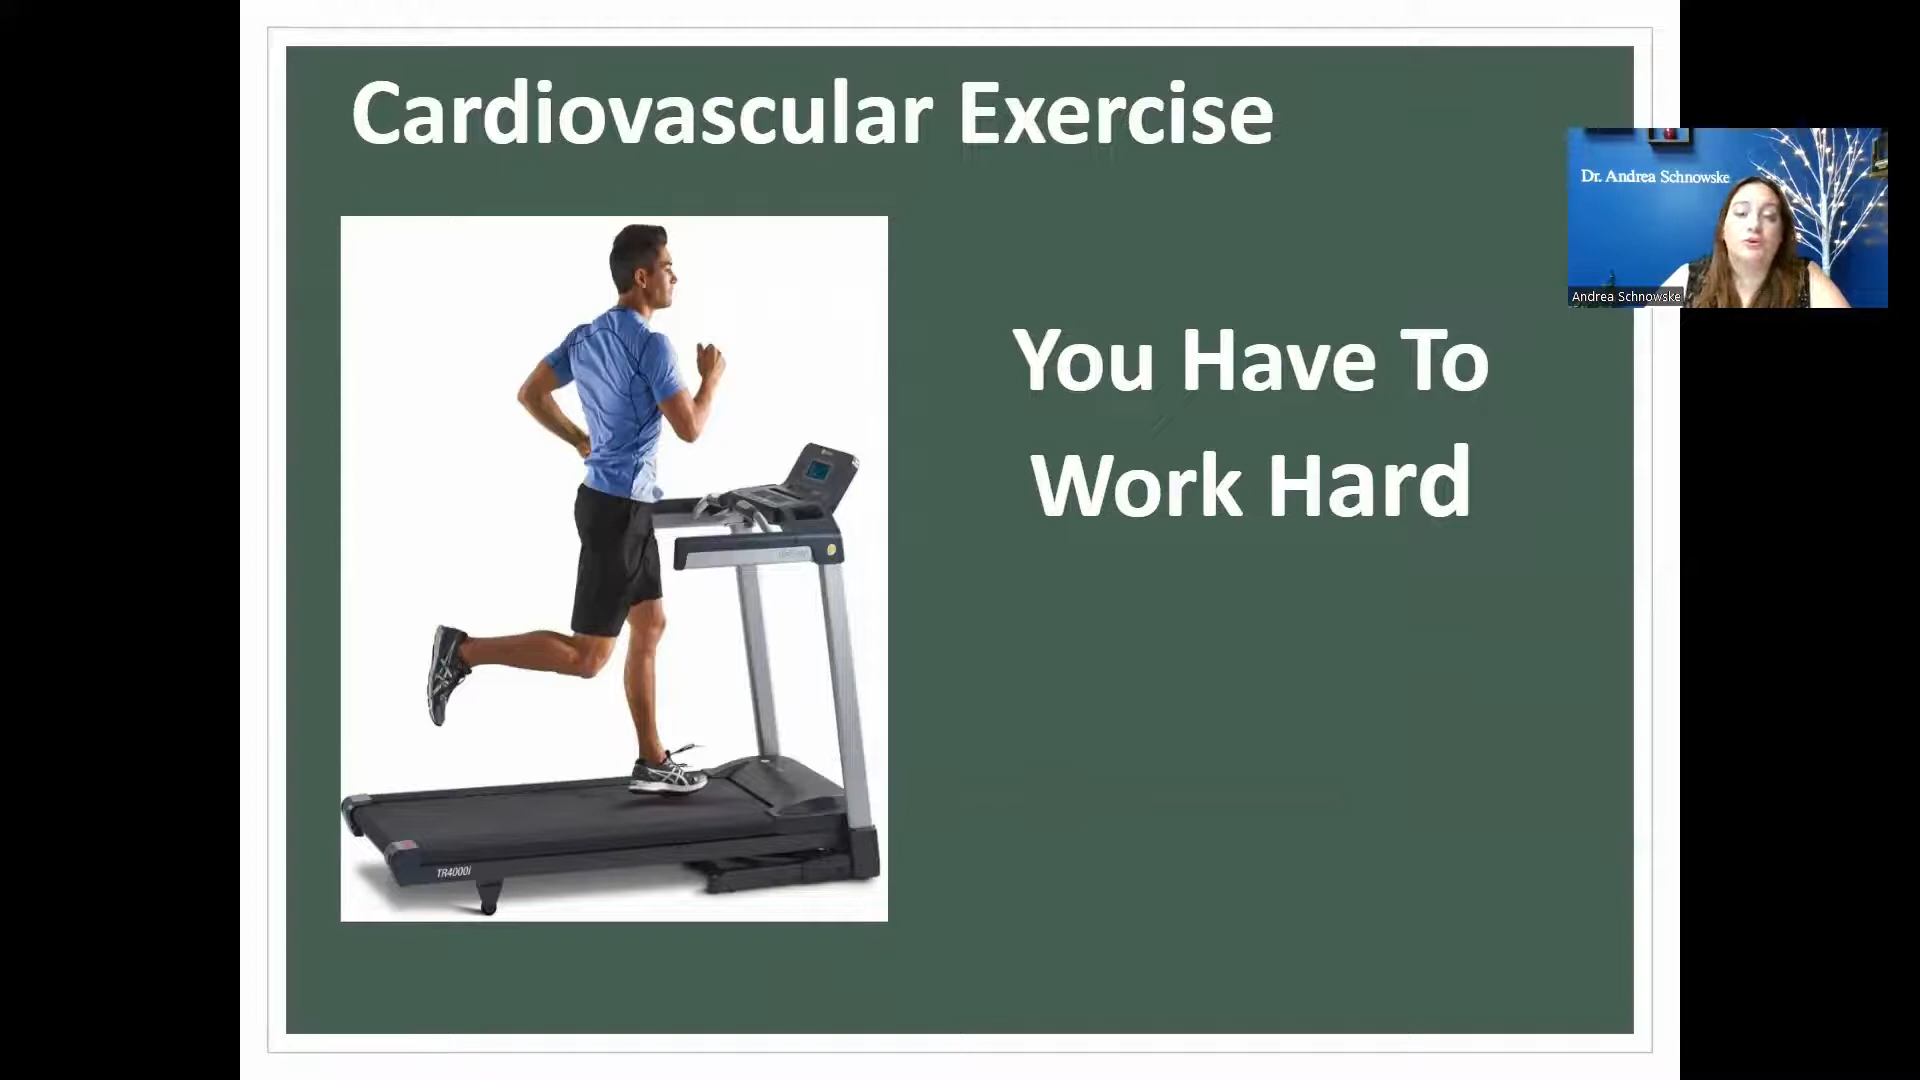 Cardiovascular Exercise
Dr. Andrea Schnowske
Andrea Schnowske
You Have To
Work Hard
TR4000i